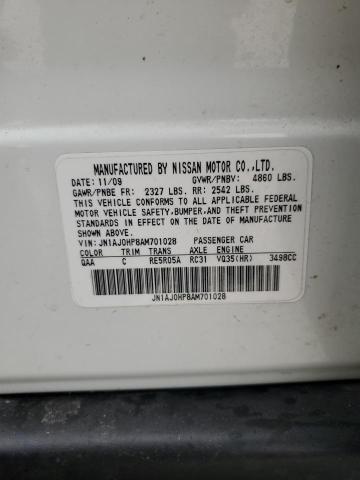 MANUFACTURED BY NISSAN MOTOR CO.,LTD.
DATE: 11/09 GVWR/PNBV: 4860 LBS.
GAWR/PNBE FR: 2327 LBS. RR: 2542 LBS.
THIS VEHICLE CONFORMS TO ALL APPLICABLE FEDERAL
MOTOR VEHICLE SAFETY,BUMPER,AND THEFT PREVENTION
STANDARDS IN EFFECT ON THE DATE OF MANUFACTURE
SHOWN ABOVE.
VIN:JN1AJ0HP8AM701028 PASSENGER CAR
COLOR TRIM TRANS AXLE ENGINE
QAA C RE5R05A RC31 VQ35(HR) 3498CC
JN1AJ0HP8AM701028